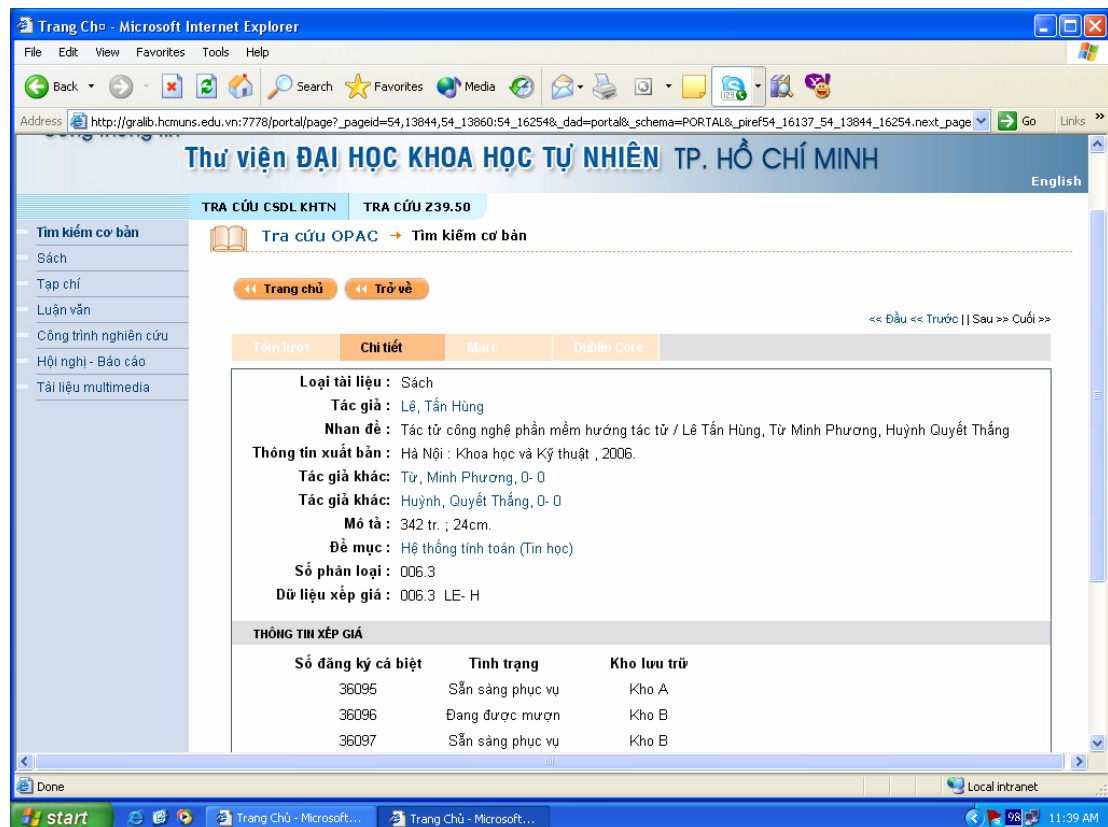 Trang Ch¤ - Microsoft Internet Explorer
File Edit View Favorites Tools Help
Back Search Favorites Media
Address http://gralib.hcmuns.edu.vn:7778/portal/page?_pageid=54,13844,54_13860:54_16254&_dad=portal&_schema=PORTAL&_piref54_16137_54_13844_16254.next_page Go Links »
Thư viện ĐẠI HỌC KHOA HỌC TỰ NHIÊN TP. HỒ CHÍ MINH
English
TRA CỨU CSDL KHTN TRA CỨU Z39.50
Tìm kiếm cơ bản
Sách
Tạp chí
Luận văn
Công trình nghiên cứu
Hội nghị - Báo cáo
Tài liệu multimedia
Tra cứu OPAC → Tìm kiếm cơ bản
Trang chủ Trở về
<< Đầu << Trước || Sau >> Cuối >>
Tóm lược Chi tiết Marc Dublin Core
Loại tài liệu : Sách
Tác giả : Lê, Tấn Hùng
Nhan đề : Tác tử công nghệ phần mềm hướng tác tử / Lê Tấn Hùng, Từ Minh Phương, Huỳnh Quyết Thắng
Thông tin xuất bản : Hà Nội : Khoa học và Kỹ thuật , 2006.
Tác giả khác: Từ, Minh Phương, 0- 0
Tác giả khác: Huỳnh, Quyết Thắng, 0- 0
Mô tả : 342 tr. ; 24cm.
Đề mục : Hệ thống tính toán (Tin học)
Số phân loại : 006.3
Dữ liệu xếp giá : 006.3 LE- H
THÔNG TIN XẾP GIÁ
Số đăng ký cá biệt Tình trạng Kho lưu trữ
36095 Sẵn sàng phục vụ Kho A
36096 Đang được mượn Kho B
36097 Sẵn sàng phục vụ Kho B
Done Local intranet
start Trang Chủ - Microsoft... Trang Chủ - Microsoft... 98 11:39 AM